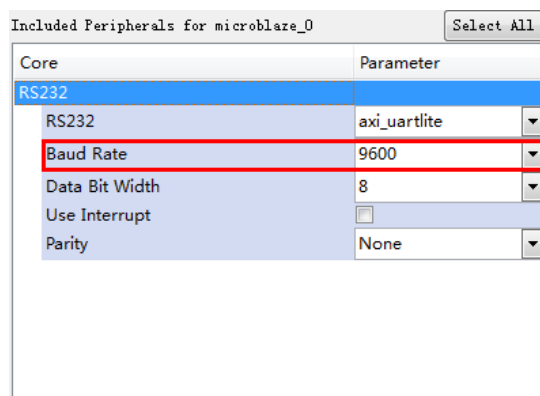 Included Peripherals for microblaze_0 Select All
Core Parameter
RS232
RS232 axi_uartlite
Baud Rate 9600
Data Bit Width 8
Use Interrupt
Parity None